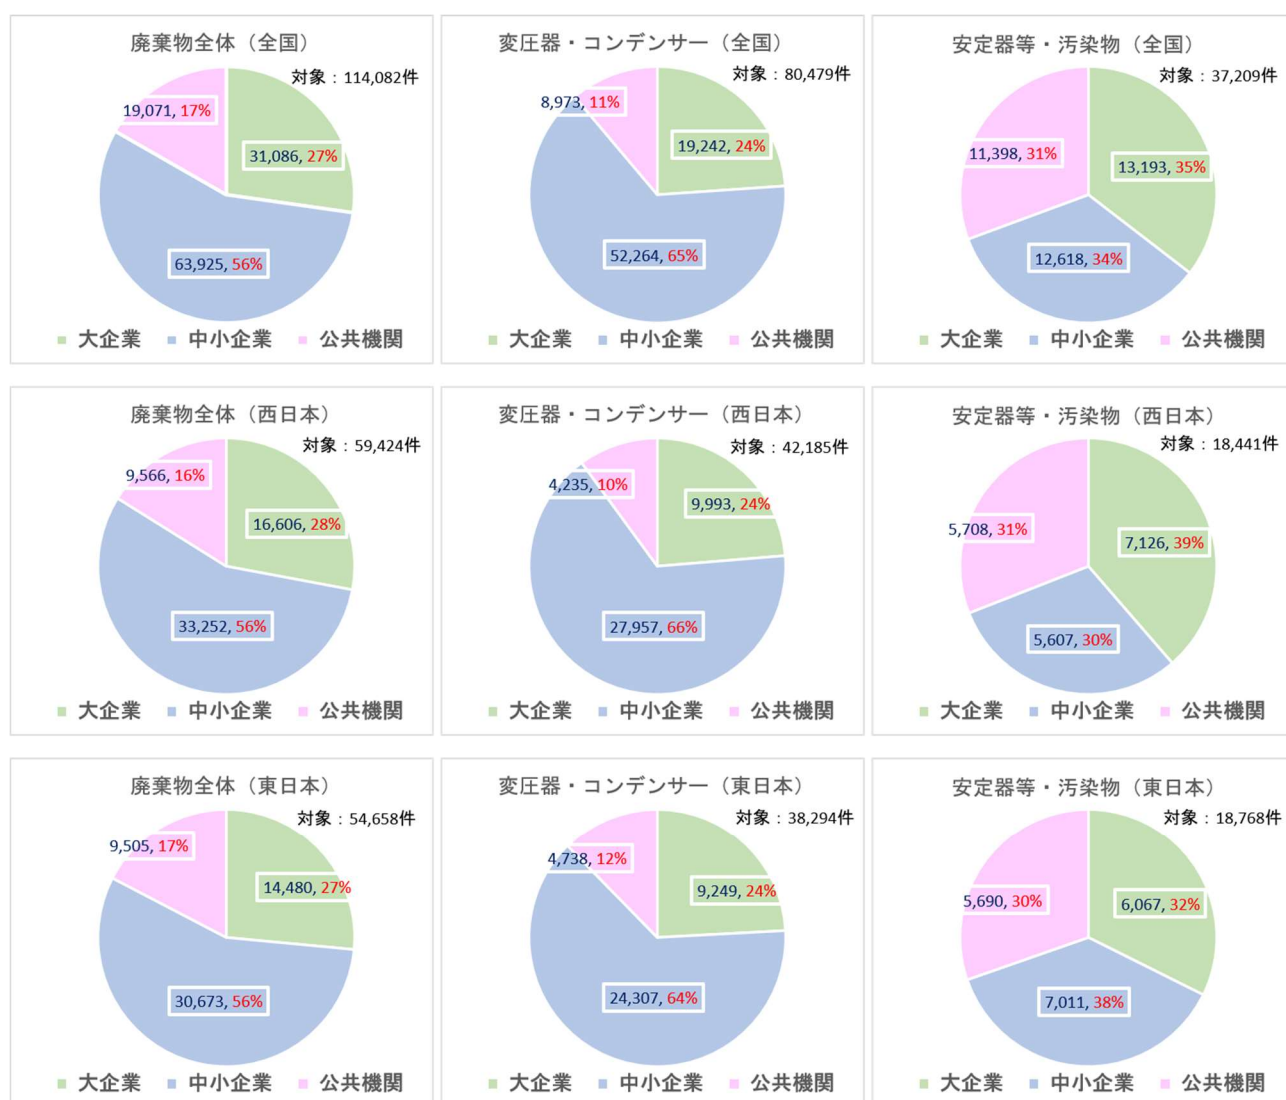 廃棄物全体（全国）
対象：114,082件
19,071, 17%
31,086, 27%
63,925, 56%
大企業 中小企業 公共機関
変圧器・コンデンサー（全国）
対象：80,479件
8,973, 11%
19,242, 24%
52,264, 65%
大企業 中小企業 公共機関
安定器等・汚染物（全国）
対象：37,209件
11,398, 31%
13,193, 35%
12,618, 34%
大企業 中小企業 公共機関
廃棄物全体（西日本）
対象：59,424件
9,566, 16%
16,606, 28%
33,252, 56%
大企業 中小企業 公共機関
変圧器・コンデンサー（西日本）
対象：42,185件
4,235, 10%
9,993, 24%
27,957, 66%
大企業 中小企業 公共機関
安定器等・汚染物（西日本）
対象：18,441件
5,708, 31%
7,126, 39%
5,607, 30%
大企業 中小企業 公共機関
廃棄物全体（東日本）
対象：54,658件
9,505, 17%
14,480, 27%
30,673, 56%
大企業 中小企業 公共機関
変圧器・コンデンサー（東日本）
対象：38,294件
4,738, 12%
9,249, 24%
24,307, 64%
大企業 中小企業 公共機関
安定器等・汚染物（東日本）
対象：18,768件
5,690, 30%
6,067, 32%
7,011, 38%
大企業 中小企業 公共機関